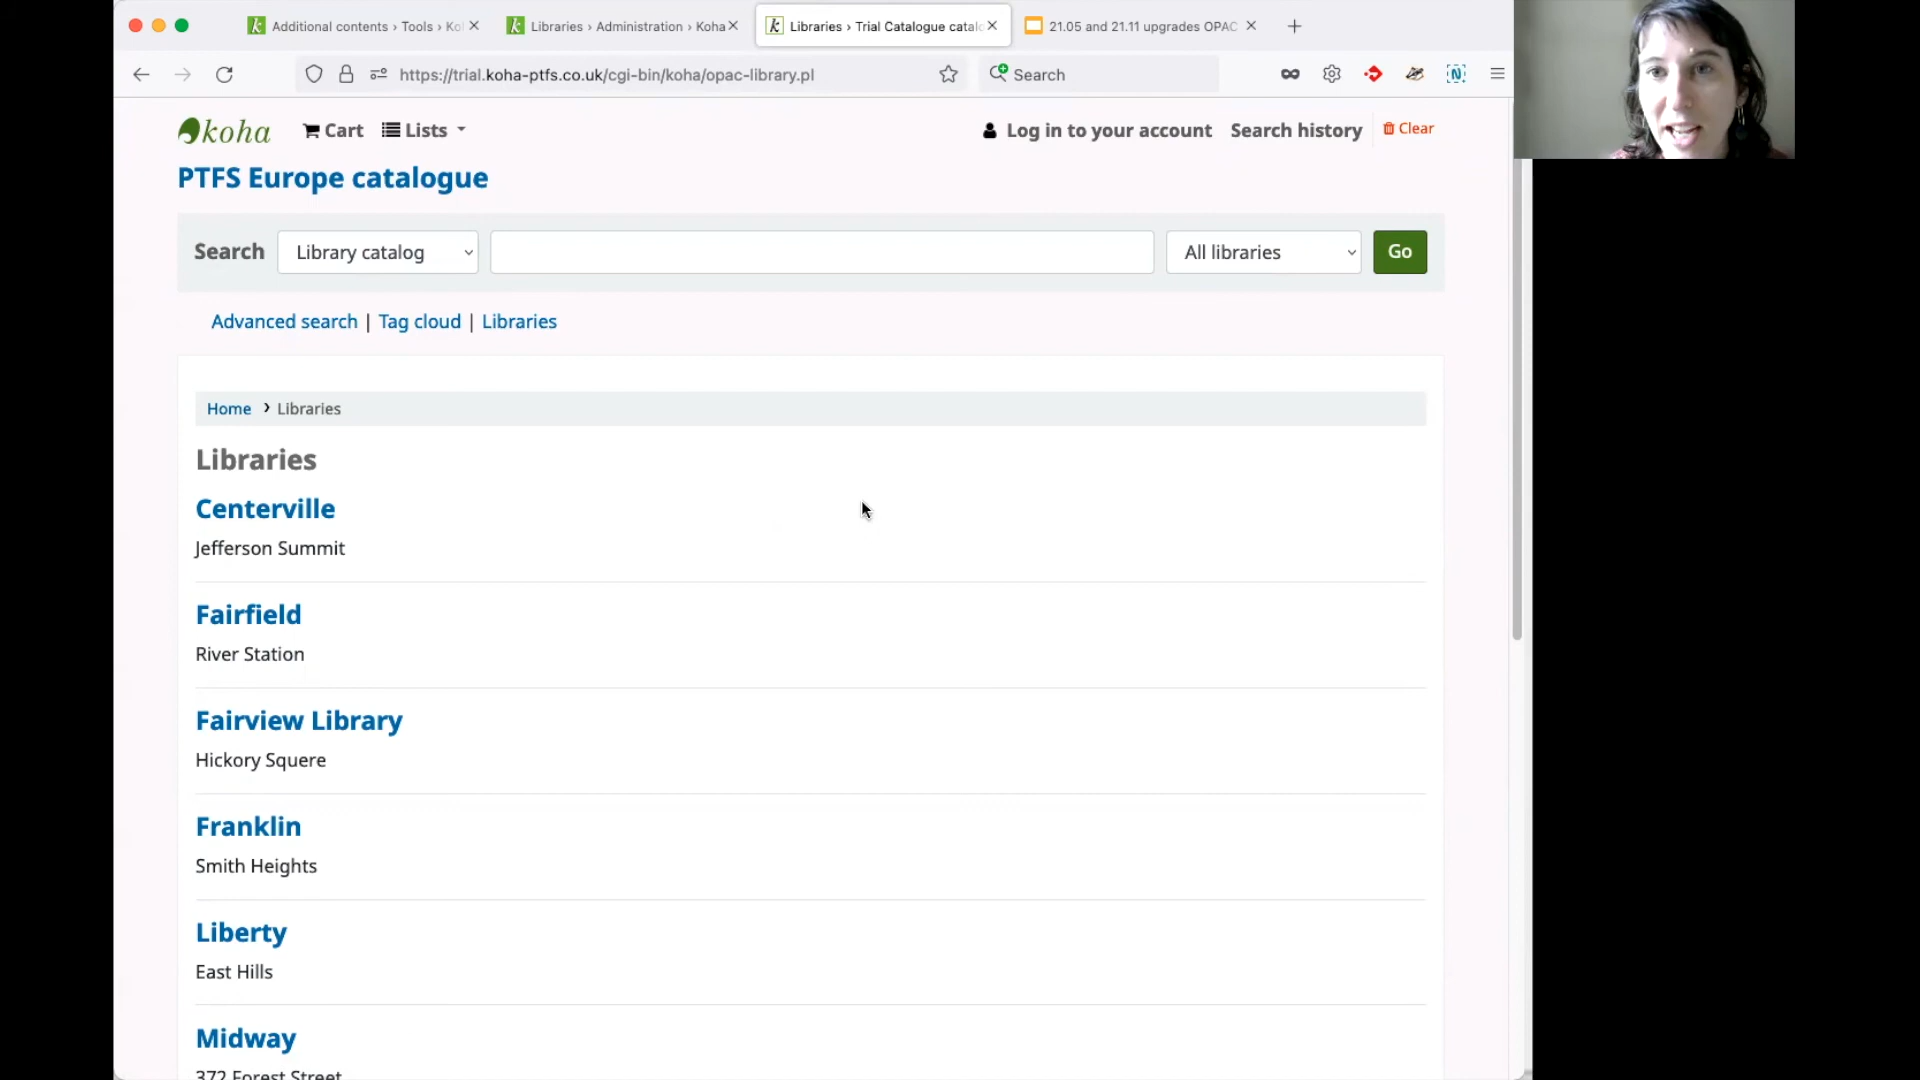 Additional contents › Tools › Ko
Libraries › Administration › Koha
Libraries › Trial Catalogue catal
21.05 and 21.11 upgrades OPAC
https://trial.koha-ptfs.co.uk/cgi-bin/koha/opac-library.pl
Search
koha
Cart
Lists
Log in to your account
Search history
Clear
PTFS Europe catalogue
Search
Library catalog
All libraries
Go
Advanced search | Tag cloud | Libraries
Home › Libraries
Libraries
Centerville
Jefferson Summit
Fairfield
River Station
Fairview Library
Hickory Squere
Franklin
Smith Heights
Liberty
East Hills
Midway
372 Forest Street